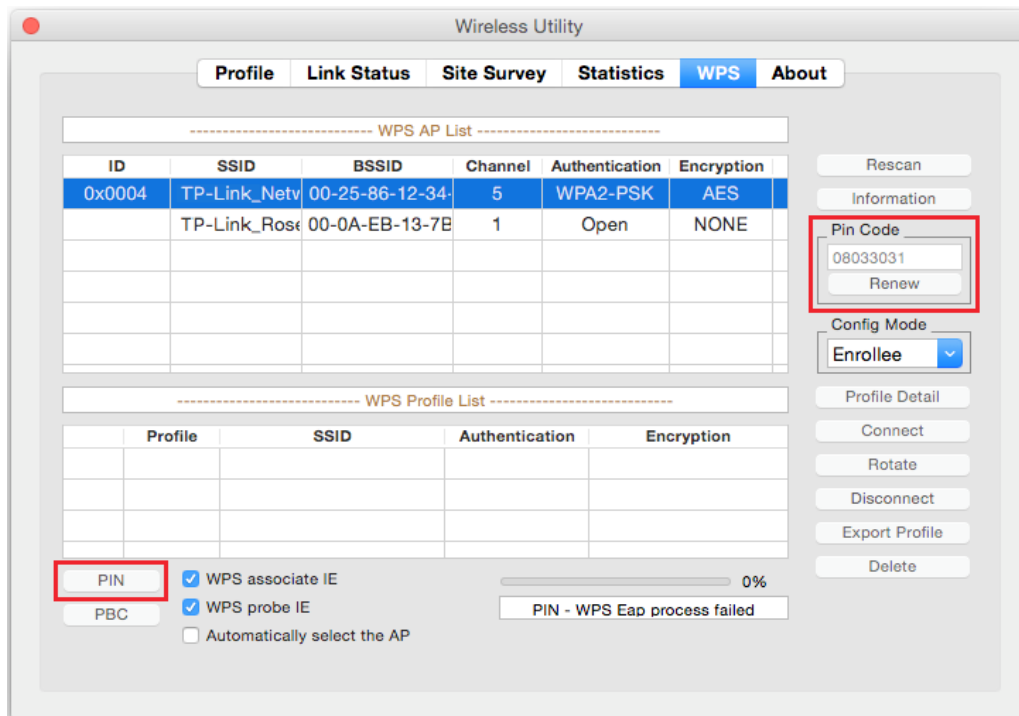 Wireless Utility
Profile Link Status Site Survey Statistics WPS About
---------------------------- WPS AP List ----------------------------
ID SSID BSSID Channel Authentication Encryption
0x0004 TP-Link_Netv 00-25-86-12-34- 5 WPA2-PSK AES
TP-Link_Rose 00-0A-EB-13-7B 1 Open NONE
Rescan
Information
Pin Code
08033031
Renew
Config Mode
Enrollee
---------------------------- WPS Profile List ----------------------------
Profile SSID Authentication Encryption
Profile Detail
Connect
Rotate
Disconnect
Export Profile
Delete
PIN
PBC
WPS associate IE
WPS probe IE
Automatically select the AP
0%
PIN - WPS Eap process failed